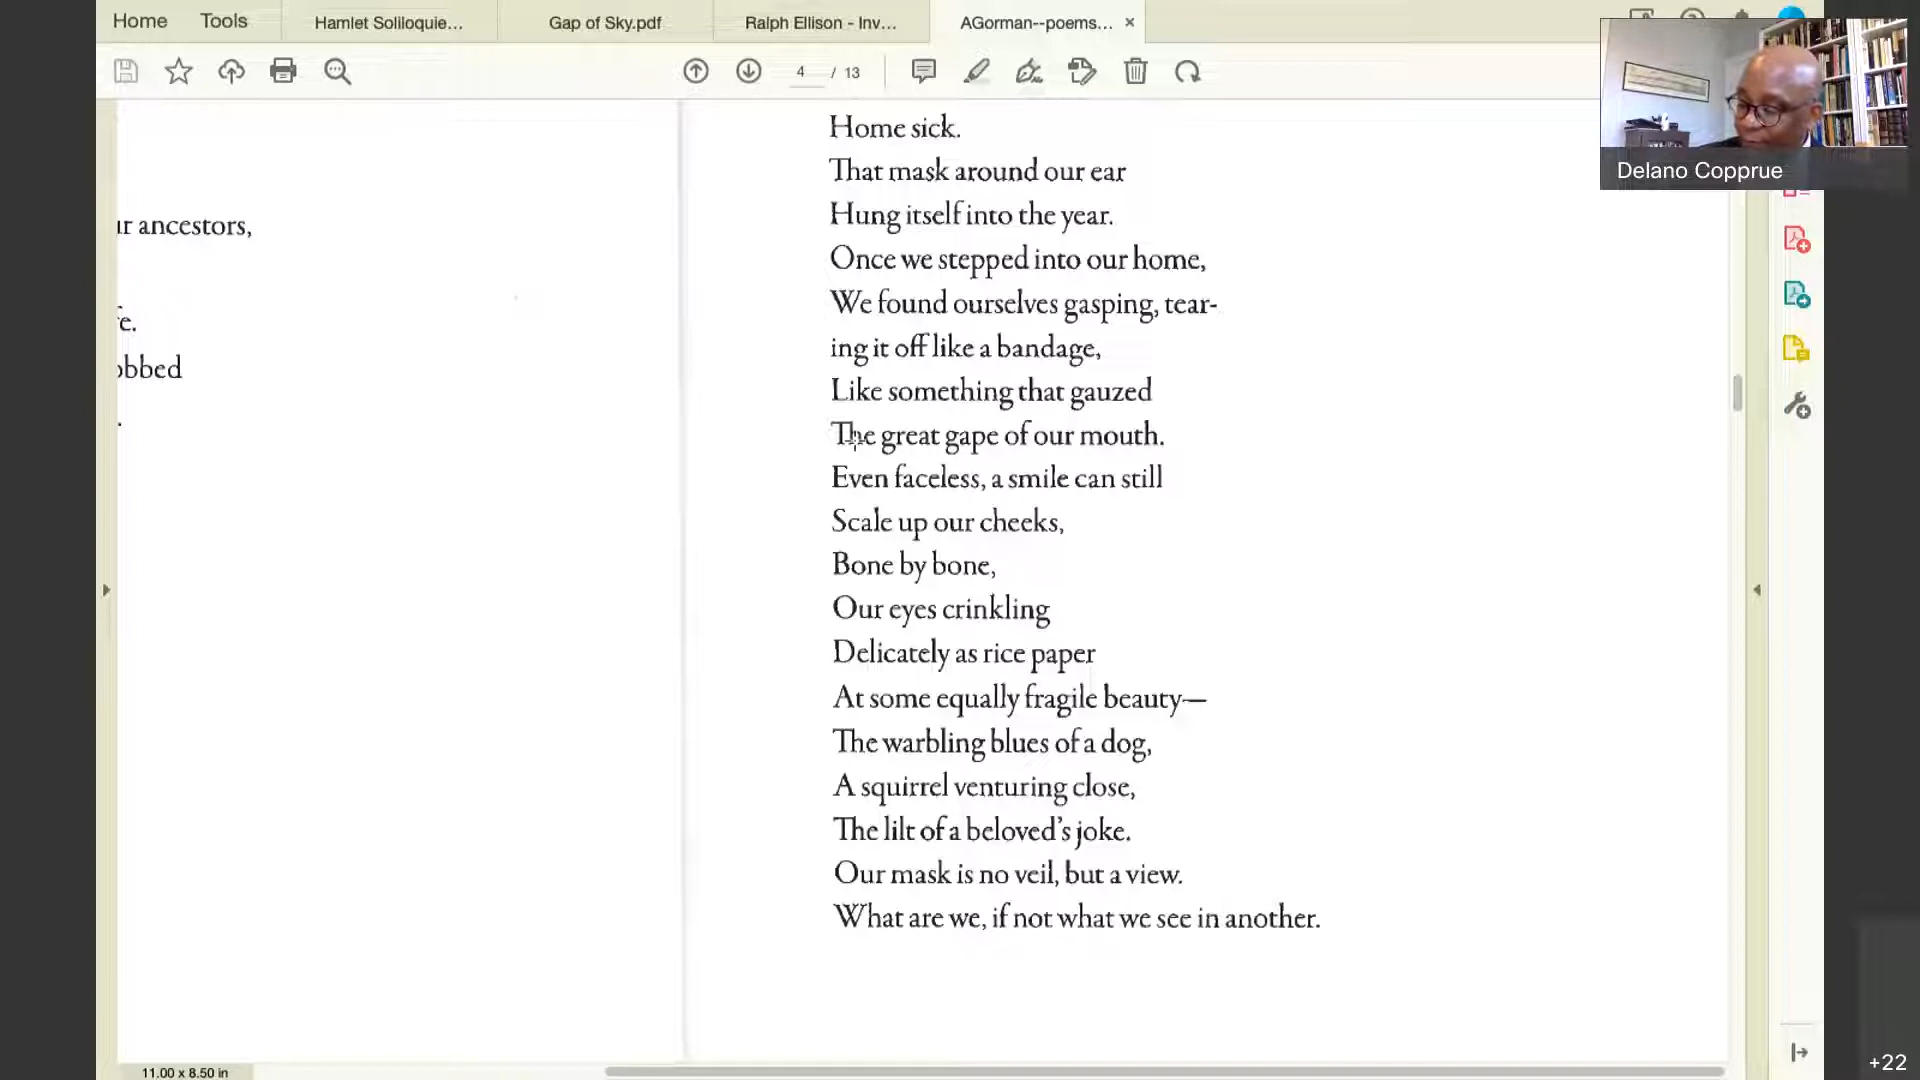 Home Tools Hamlet Soliloquie... Gap of Sky.pdf Ralph Ellison - Inv... AGorman--poems... ×
4 / 13
Delano Copprue
ur ancestors,
fe.
obbed
.
Home sick.
That mask around our ear
Hung itself into the year.
Once we stepped into our home,
We found ourselves gasping, tear-
ing it off like a bandage,
Like something that gauzed
The great gape of our mouth.
Even faceless, a smile can still
Scale up our cheeks,
Bone by bone,
Our eyes crinkling
Delicately as rice paper
At some equally fragile beauty—
The warbling blues of a dog,
A squirrel venturing close,
The lilt of a beloved's joke.
Our mask is no veil, but a view.
What are we, if not what we see in another.
11.00 x 8.50 in
+22